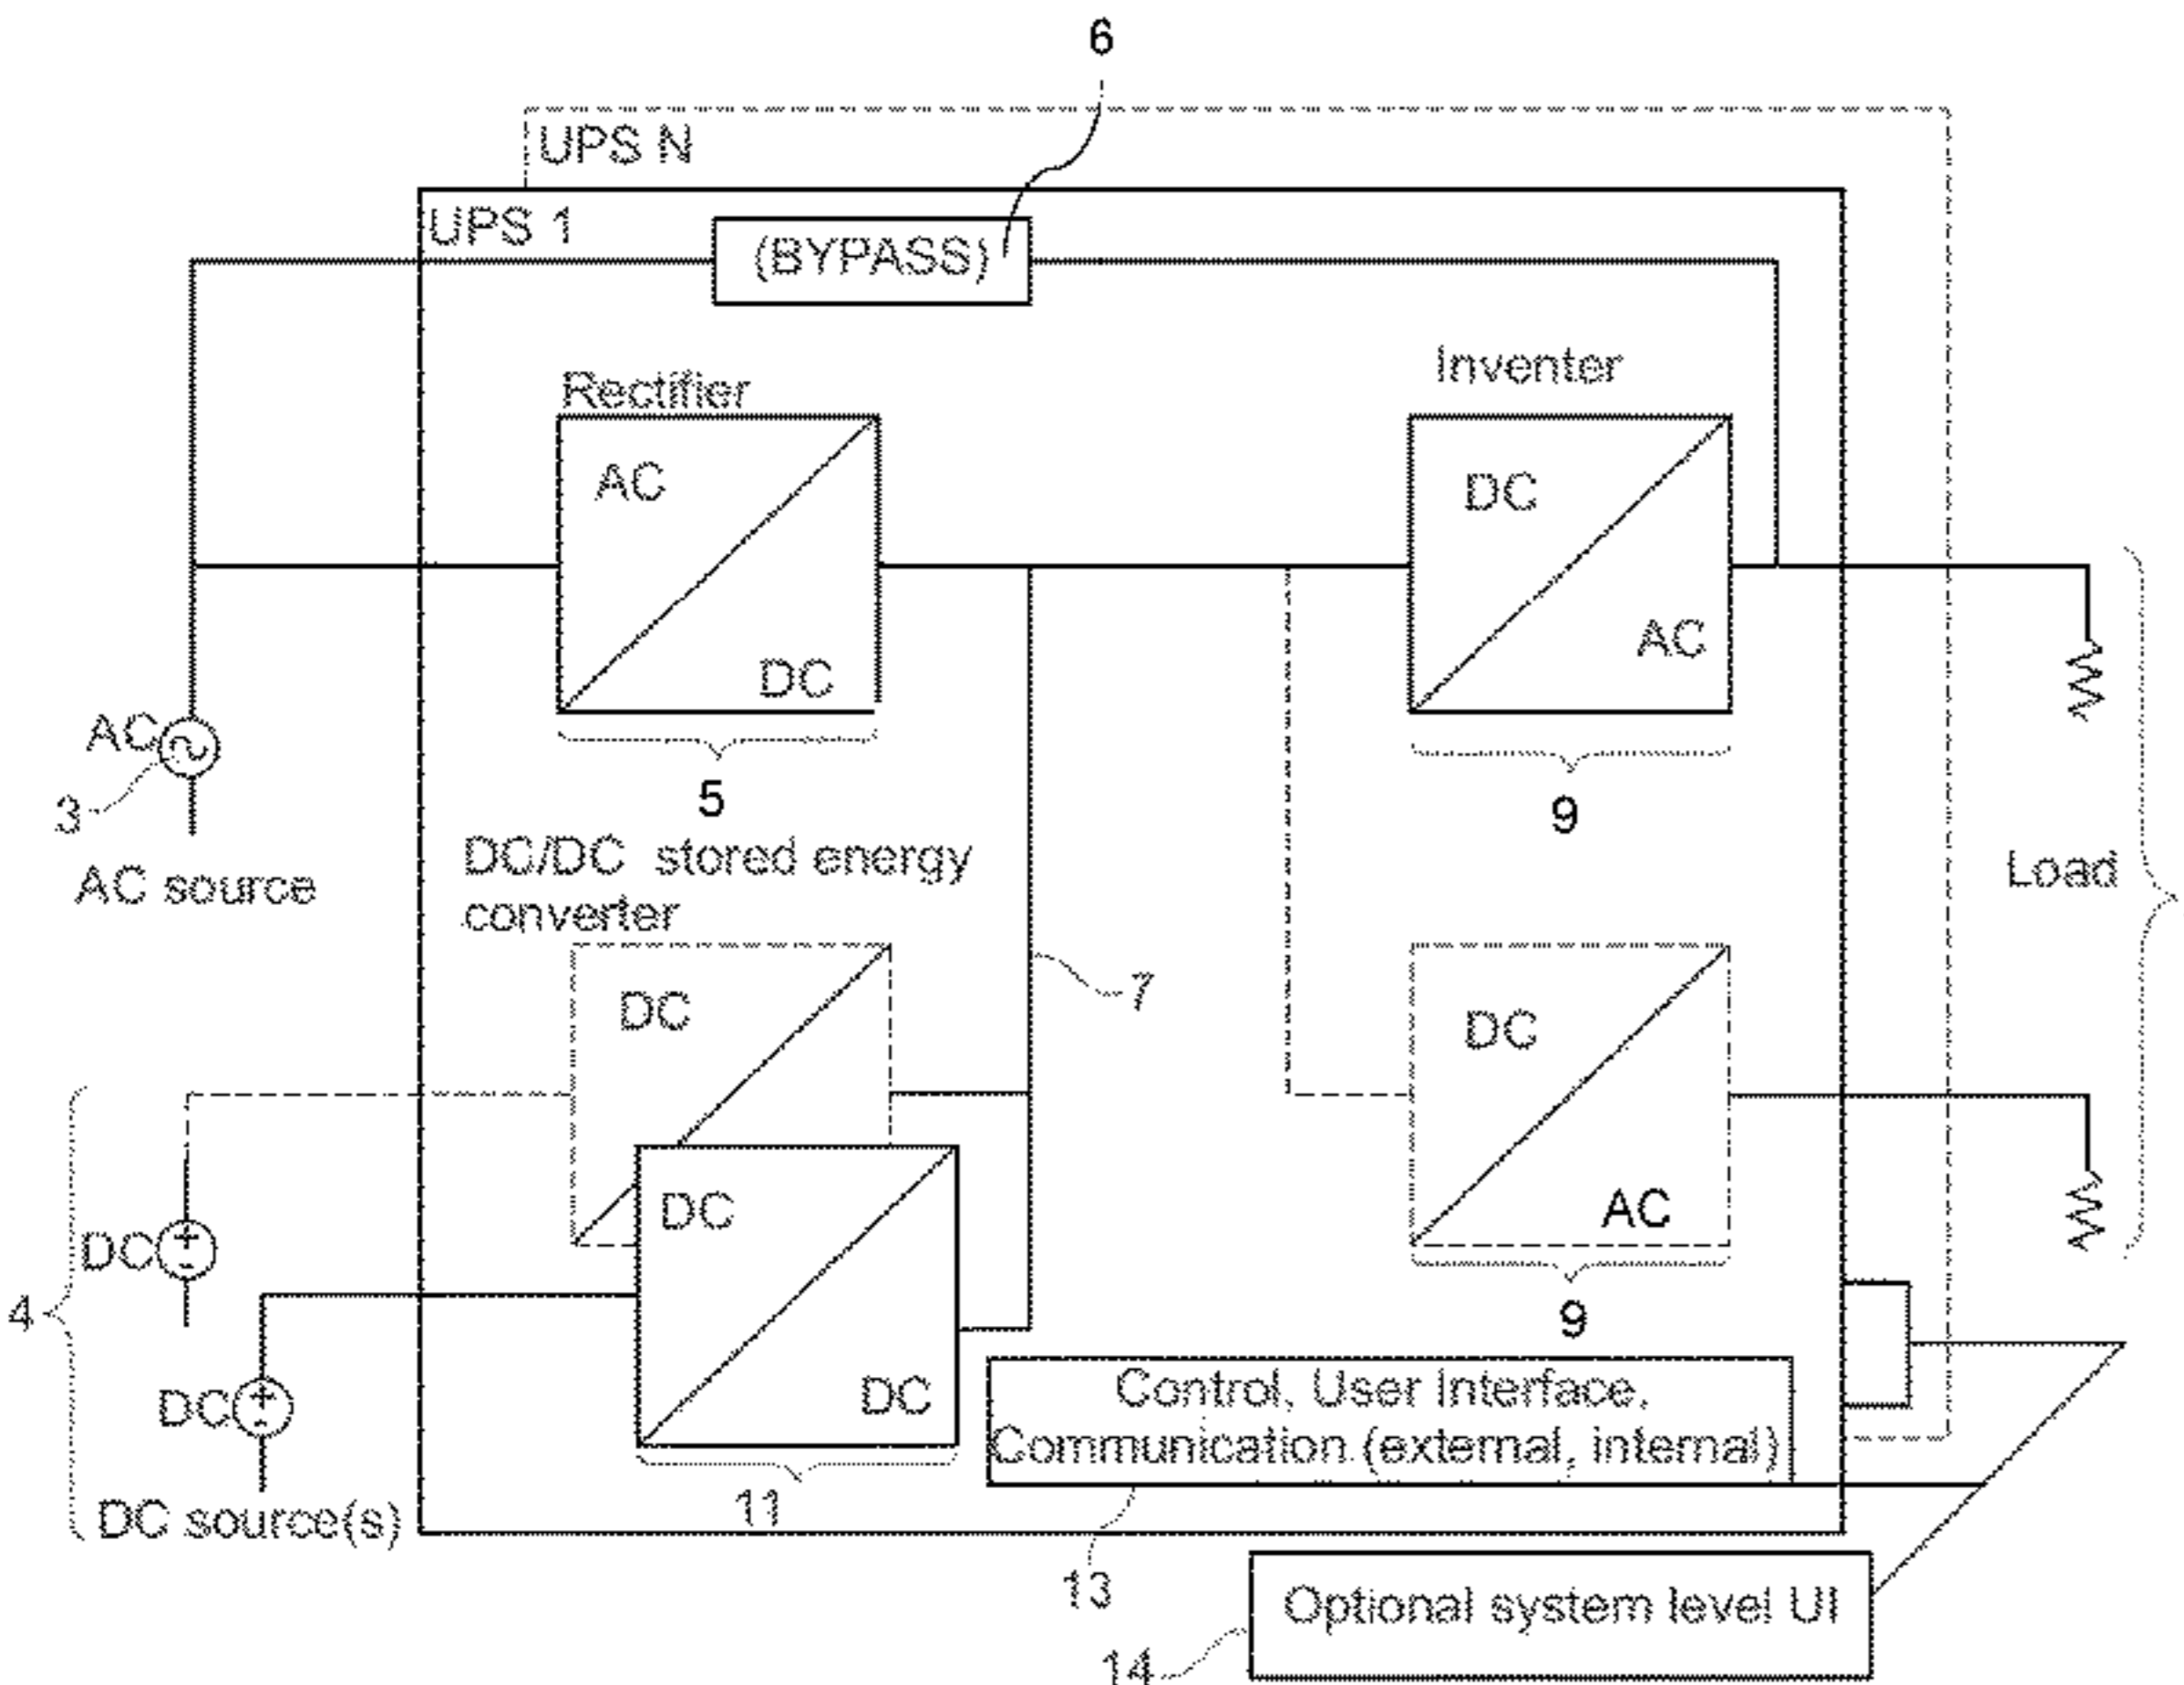 6
UPS N
UPS 1
(BYPASS)
Rectifier
Inventer
AC
DC
DC
AC
AC
3
5
9
AC source
DC/DC stored energy
converter
Load
DC
7
DC
DC
AC
DC
4
9
DC
DC
Control, User Interface,
Communication (external, internal)
11
DC source(s)
13
Optional system level UI
14